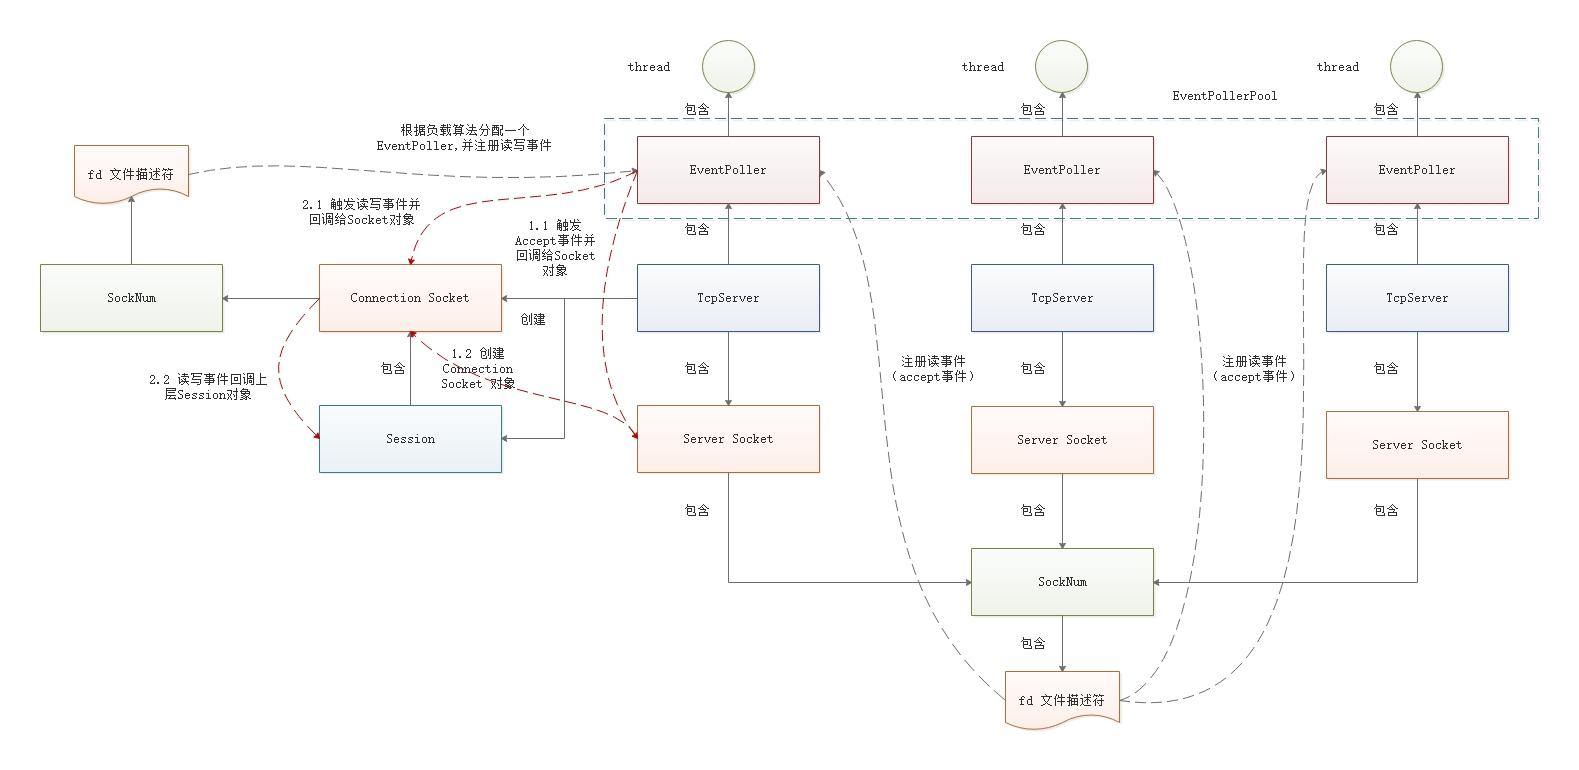 thread
thread
thread
包含
包含
包含
EventPollerPool
根据负载算法分配一个
EventPoller,并注册读写事件
fd 文件描述符
EventPoller
EventPoller
EventPoller
2.1 触发读写事件并
回调给Socket对象
1.1 触发
Accept事件并
回调给Socket
对象
包含
包含
包含
SockNum
Connection Socket
TcpServer
TcpServer
TcpServer
创建
1.2 创建
Connection
Socket 对象
包含
包含
包含
包含
注册读事件
（accept事件）
注册读事件
（accept事件）
2.2 读写事件回调上
层Session对象
Session
Server Socket
Server Socket
Server Socket
包含
包含
包含
SockNum
包含
fd 文件描述符